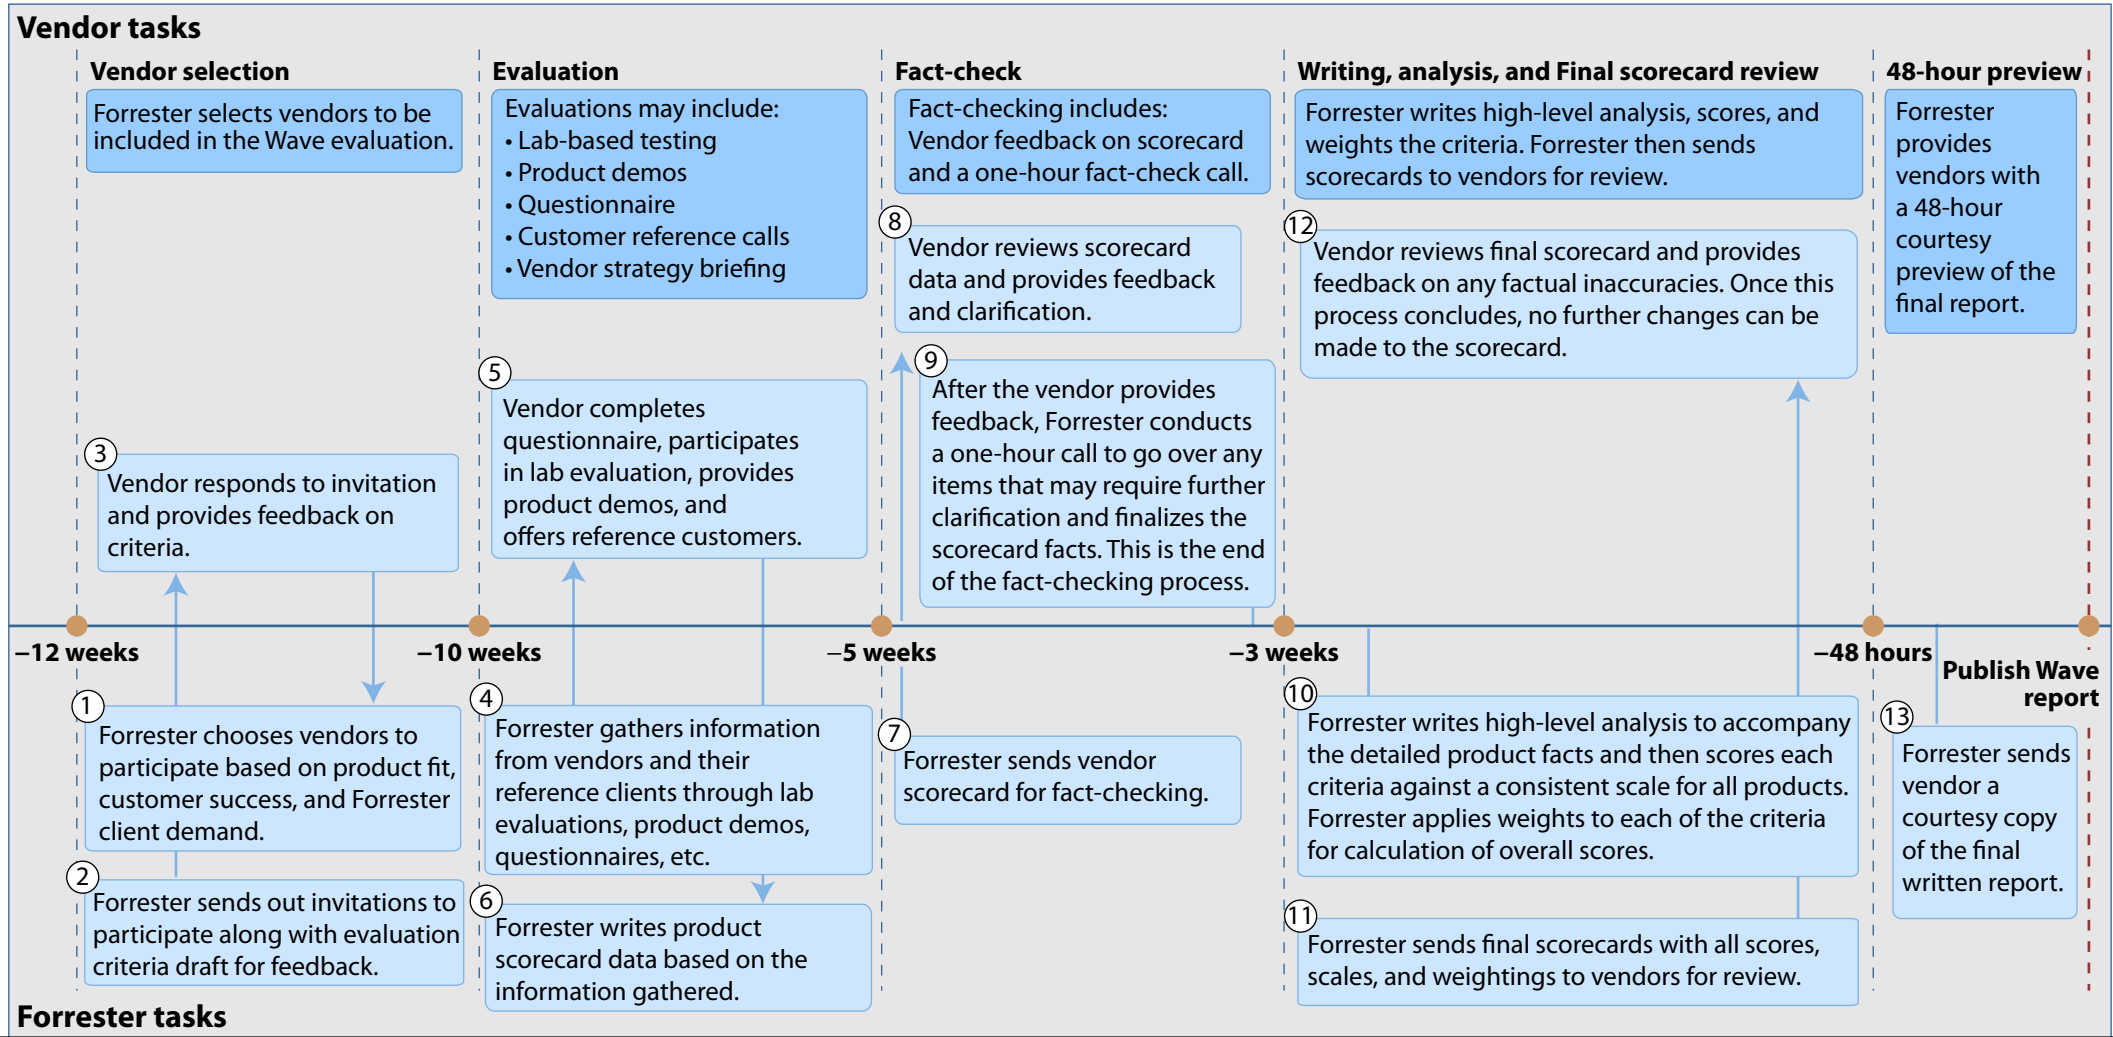 Vendor tasks
Vendor selection
Forrester selects vendors to be
included in the Wave evaluation.
3
Vendor responds to invitation
and provides feedback on
criteria.
Evaluation
Evaluations may include:
• Lab-based testing
• Product demos
• Questionnaire
• Customer reference calls
• Vendor strategy briefing
5
Vendor completes
questionnaire, participates
in lab evaluation, provides
product demos, and
offers reference customers.
Fact-check
Fact-checking includes:
Vendor feedback on scorecard
and a one-hour fact-check call.
8
Vendor reviews scorecard
data and provides feedback
and clarification.
9
After the vendor provides
feedback, Forrester conducts
a one-hour call to go over any
items that may require further
clarification and finalizes the
scorecard facts. This is the end
of the fact-checking process.
Writing, analysis, and Final scorecard review
Forrester writes high-level analysis, scores, and
weights the criteria. Forrester then sends
scorecards to vendors for review.
12
Vendor reviews final scorecard and provides
feedback on any factual inaccuracies. Once this
process concludes, no further changes can be
made to the scorecard.
48-hour preview
Forrester
provides
vendors with
a 48-hour
courtesy
preview of the
final report.
−12 weeks
−10 weeks
−5 weeks
−3 weeks
−48 hours
Publish Wave
report
1
Forrester chooses vendors to
participate based on product fit,
customer success, and Forrester
client demand.
2
Forrester sends out invitations to
participate along with evaluation
criteria draft for feedback.
4
Forrester gathers information
from vendors and their
reference clients through lab
evaluations, product demos,
questionnaires, etc.
6
Forrester writes product
scorecard data based on the
information gathered.
7
Forrester sends vendor
scorecard for fact-checking.
10
Forrester writes high-level analysis to accompany
the detailed product facts and then scores each
criteria against a consistent scale for all products.
Forrester applies weights to each of the criteria
for calculation of overall scores.
11
Forrester sends final scorecards with all scores,
scales, and weightings to vendors for review.
13
Forrester sends
vendor a
courtesy copy
of the final
written report.
Forrester tasks